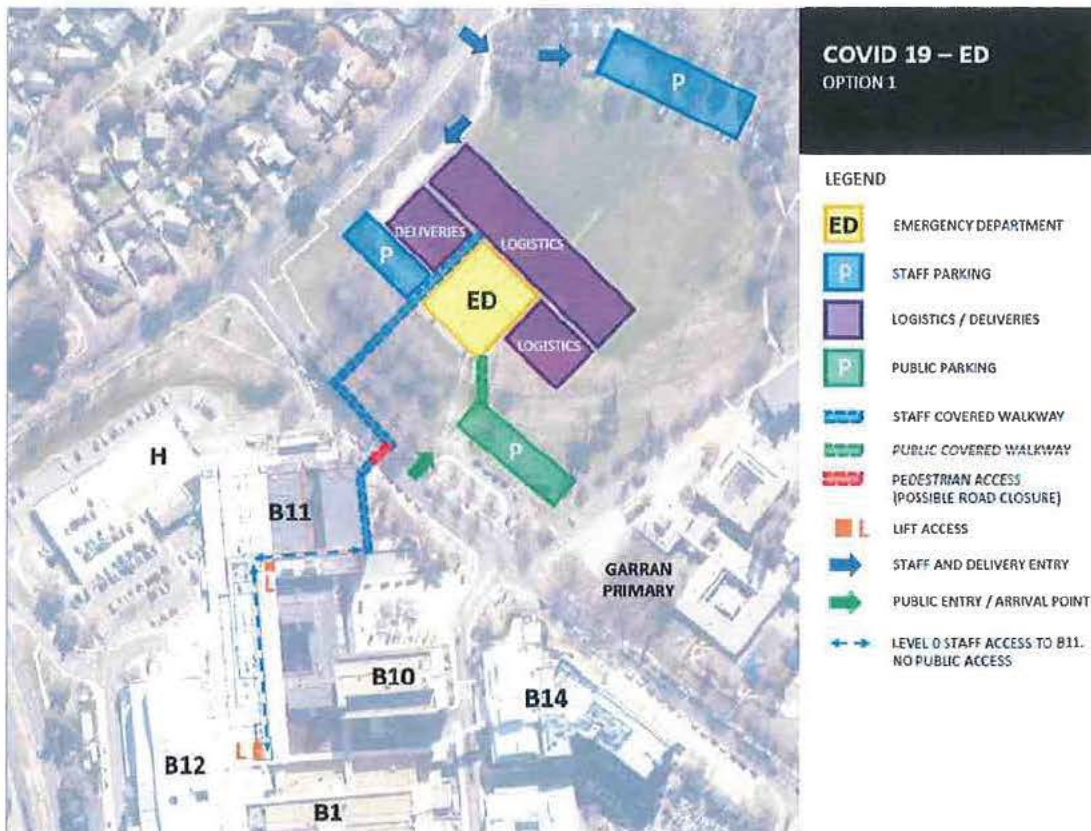 COVID 19 – ED
OPTION 1
LEGEND
ED EMERGENCY DEPARTMENT
P STAFF PARKING
LOGISTICS / DELIVERIES
P PUBLIC PARKING
STAFF COVERED WALKWAY
PUBLIC COVERED WALKWAY
PEDESTRIAN ACCESS
(POSSIBLE ROAD CLOSURE)
L LIFT ACCESS
STAFF AND DELIVERY ENTRY
PUBLIC ENTRY / ARRIVAL POINT
LEVEL 0 STAFF ACCESS TO B11.
NO PUBLIC ACCESS
P
DELIVERIES
LOGISTICS
P
ED
LOGISTICS
P
H
B11
L
GARRAN
PRIMARY
B10
B14
L
B12
B1